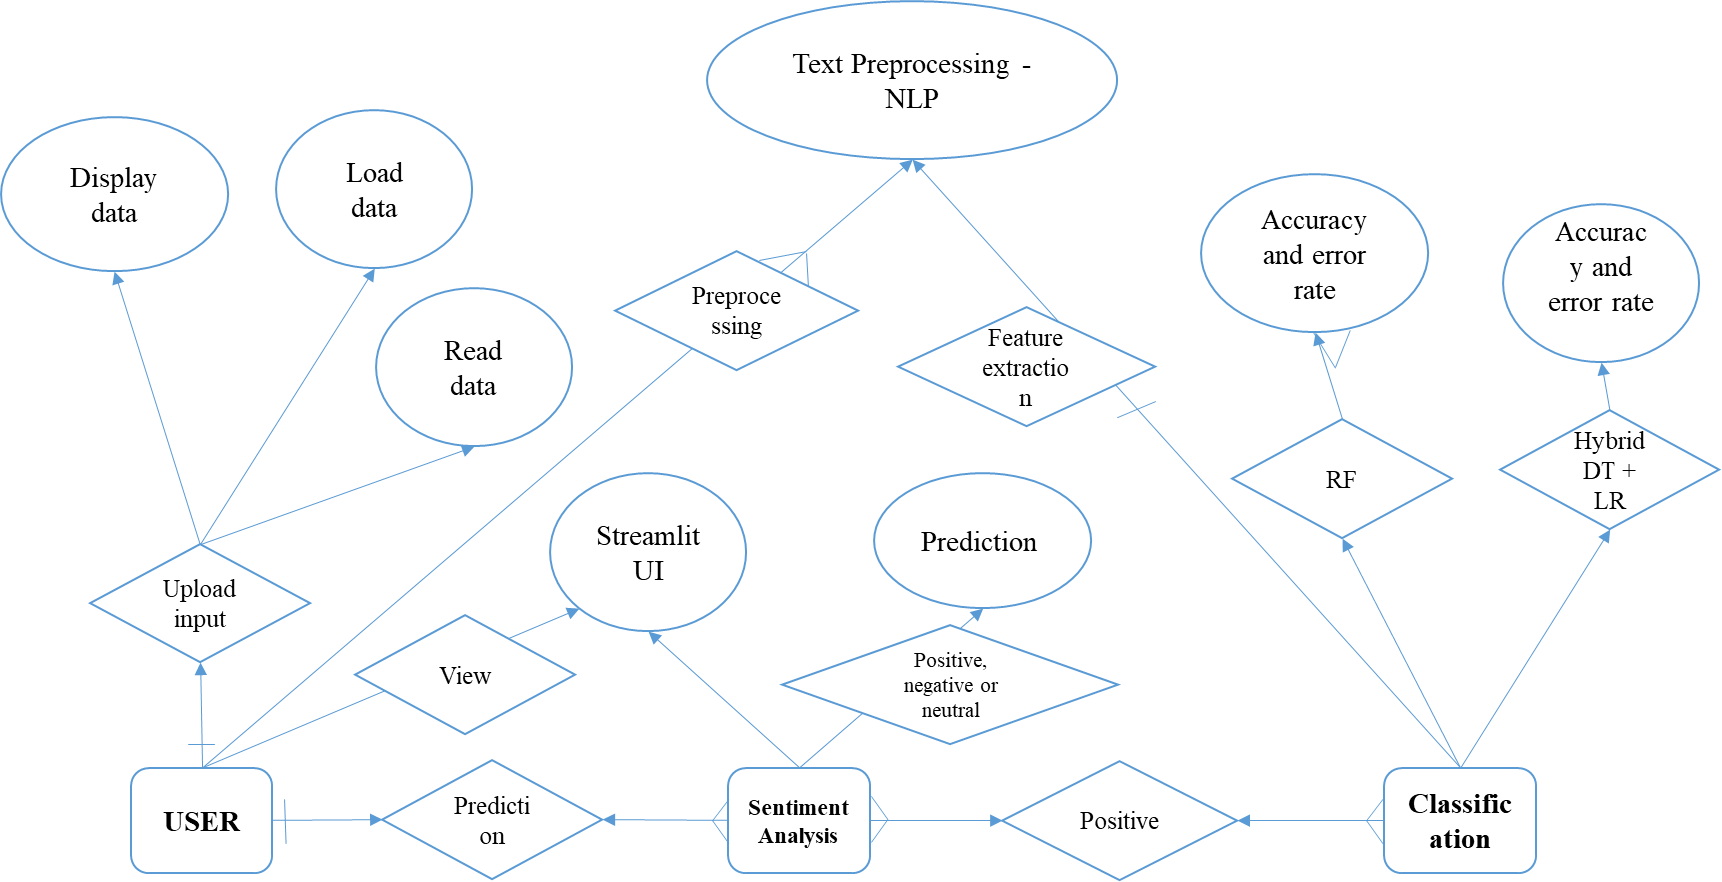 Text Preprocessing -
NLP
Display
data
Load
data
Accuracy
and error
rate
Accurac
y and
error rate
Preproce
ssing
Read
data
Feature
extractio
n
Hybrid
DT +
LR
RF
Streamlit
UI
Prediction
Upload
input
View
Positive,
negative or
neutral
USER
Predicti
on
Sentiment
Analysis
Positive
Classific
ation